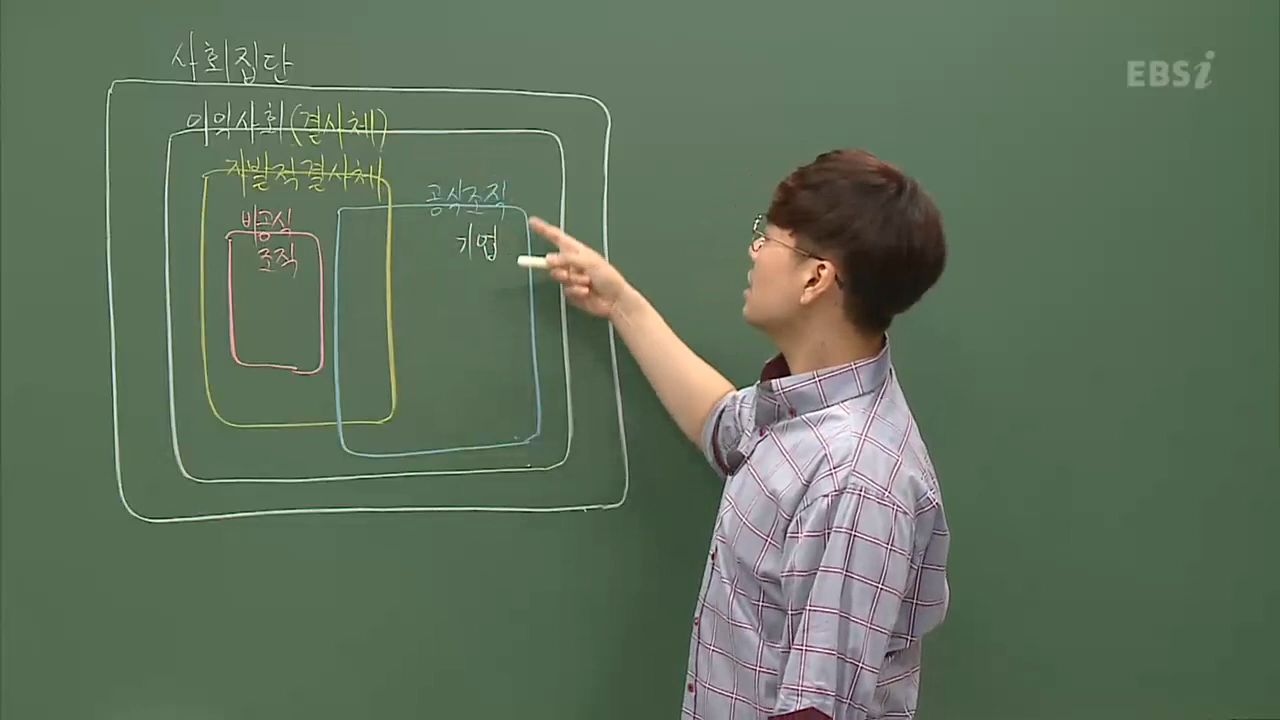 사회집단
EBSi
이익사회(결사체)
자발적결사체
공식조직
비공식
조직
기업